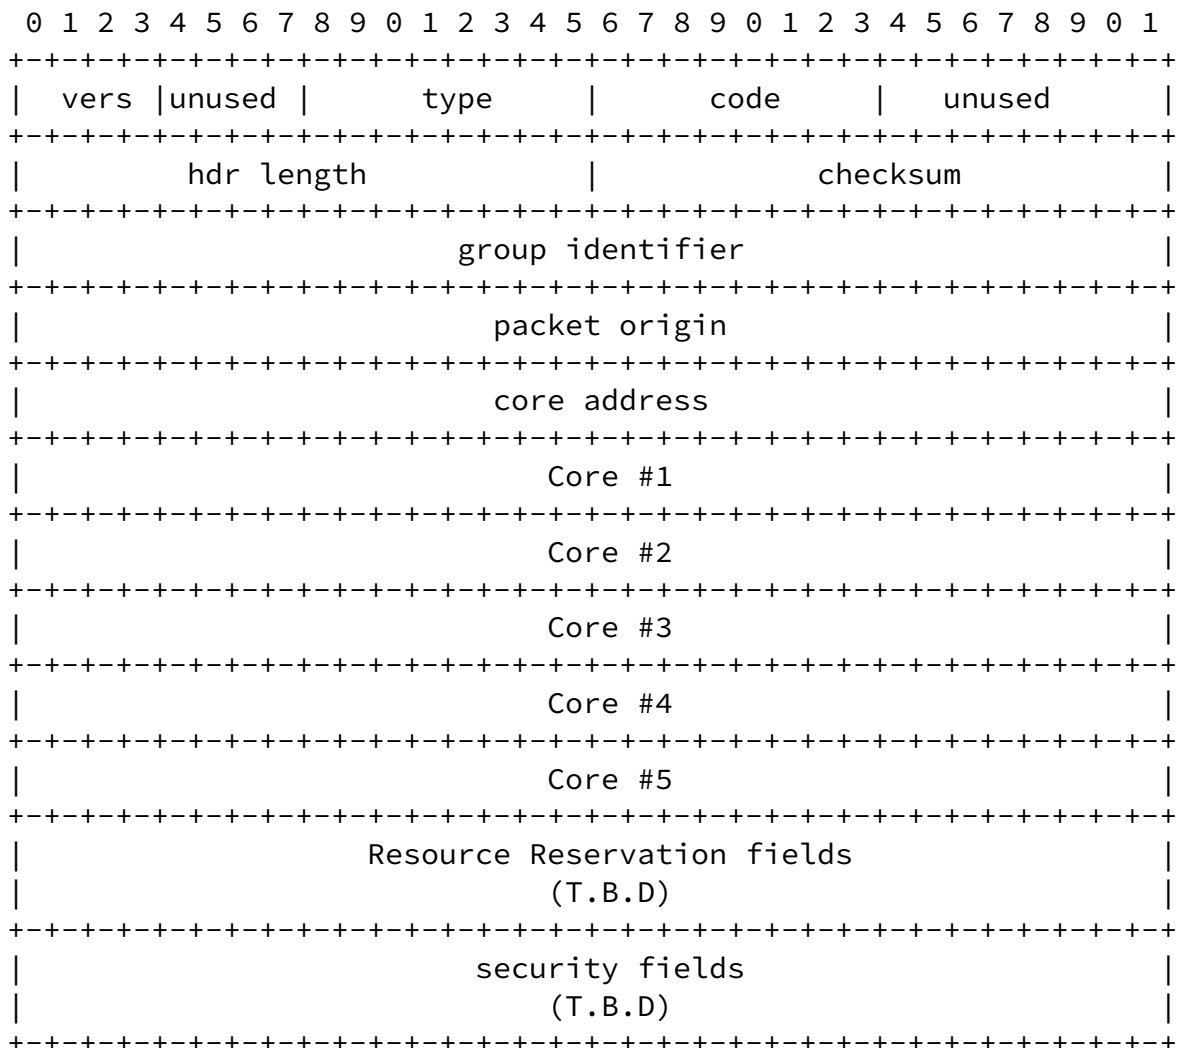 0 1 2 3 4 5 6 7 8 9 0 1 2 3 4 5 6 7 8 9 0 1 2 3 4 5 6 7 8 9 0 1
+-+-+-+-+-+-+-+-+-+-+-+-+-+-+-+-+-+-+-+-+-+-+-+-+-+-+-+-+-+-+-+-+
|  vers |unused |      type     |      code     |   unused      |
+-+-+-+-+-+-+-+-+-+-+-+-+-+-+-+-+-+-+-+-+-+-+-+-+-+-+-+-+-+-+-+-+
|         hdr length            |            checksum           |
+-+-+-+-+-+-+-+-+-+-+-+-+-+-+-+-+-+-+-+-+-+-+-+-+-+-+-+-+-+-+-+-+
|                        group identifier                       |
+-+-+-+-+-+-+-+-+-+-+-+-+-+-+-+-+-+-+-+-+-+-+-+-+-+-+-+-+-+-+-+-+
|                          packet origin                        |
+-+-+-+-+-+-+-+-+-+-+-+-+-+-+-+-+-+-+-+-+-+-+-+-+-+-+-+-+-+-+-+-+
|                          core address                         |
+-+-+-+-+-+-+-+-+-+-+-+-+-+-+-+-+-+-+-+-+-+-+-+-+-+-+-+-+-+-+-+-+
|                             Core #1                           |
+-+-+-+-+-+-+-+-+-+-+-+-+-+-+-+-+-+-+-+-+-+-+-+-+-+-+-+-+-+-+-+-+
|                             Core #2                           |
+-+-+-+-+-+-+-+-+-+-+-+-+-+-+-+-+-+-+-+-+-+-+-+-+-+-+-+-+-+-+-+-+
|                             Core #3                           |
+-+-+-+-+-+-+-+-+-+-+-+-+-+-+-+-+-+-+-+-+-+-+-+-+-+-+-+-+-+-+-+-+
|                             Core #4                           |
+-+-+-+-+-+-+-+-+-+-+-+-+-+-+-+-+-+-+-+-+-+-+-+-+-+-+-+-+-+-+-+-+
|                             Core #5                           |
+-+-+-+-+-+-+-+-+-+-+-+-+-+-+-+-+-+-+-+-+-+-+-+-+-+-+-+-+-+-+-+-+
|                   Resource Reservation fields                 |
|                             (T.B.D)                           |
+-+-+-+-+-+-+-+-+-+-+-+-+-+-+-+-+-+-+-+-+-+-+-+-+-+-+-+-+-+-+-+-+
|                         security fields                       |
|                             (T.B.D)                           |
+-+-+-+-+-+-+-+-+-+-+-+-+-+-+-+-+-+-+-+-+-+-+-+-+-+-+-+-+-+-+-+-+